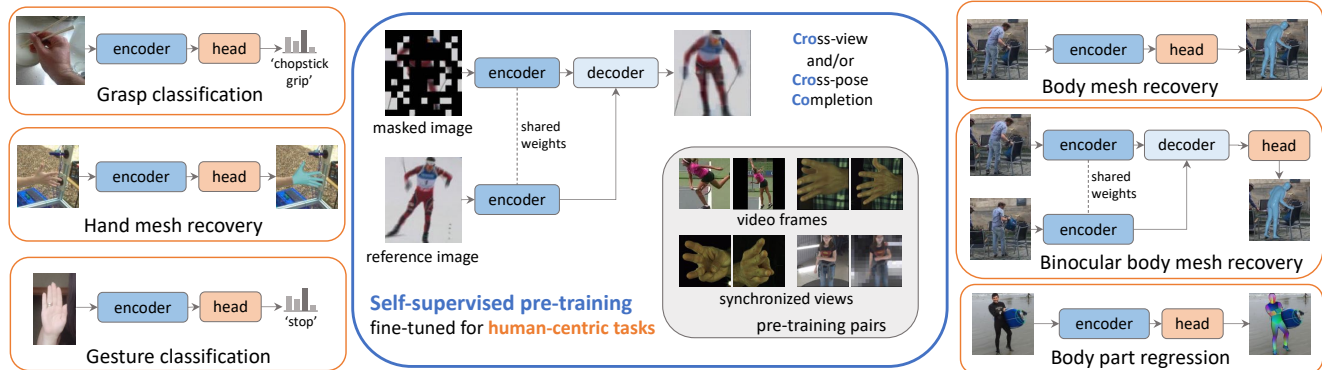 encoder
head
'chopstick
grip'
Grasp classification
encoder
head
Hand mesh recovery
encoder
head
'stop'
Gesture classification
encoder
decoder
masked image
shared
weights
encoder
reference image
Cross-view
and/or
Cross-pose
Completion
video frames
synchronized views
pre-training pairs
Self-supervised pre-training
fine-tuned for human-centric tasks
encoder
head
Body mesh recovery
encoder
decoder
head
shared
weights
encoder
Binocular body mesh recovery
encoder
head
Body part regression